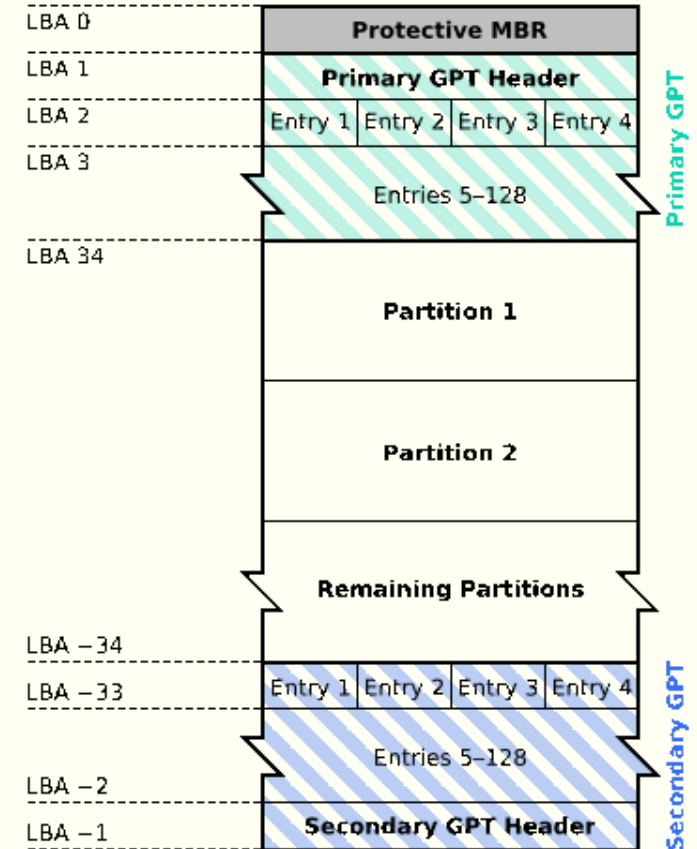 LBA 0
Protective MBR
LBA 1
Primary GPT Header
LBA 2
Entry 1 Entry 2 Entry 3 Entry 4
LBA 3
Entries 5–128
Primary GPT
LBA 34
Partition 1
Partition 2
Remaining Partitions
LBA −34
LBA −33
Entry 1 Entry 2 Entry 3 Entry 4
Entries 5–128
LBA −2
Secondary GPT Header
LBA −1
Secondary GPT